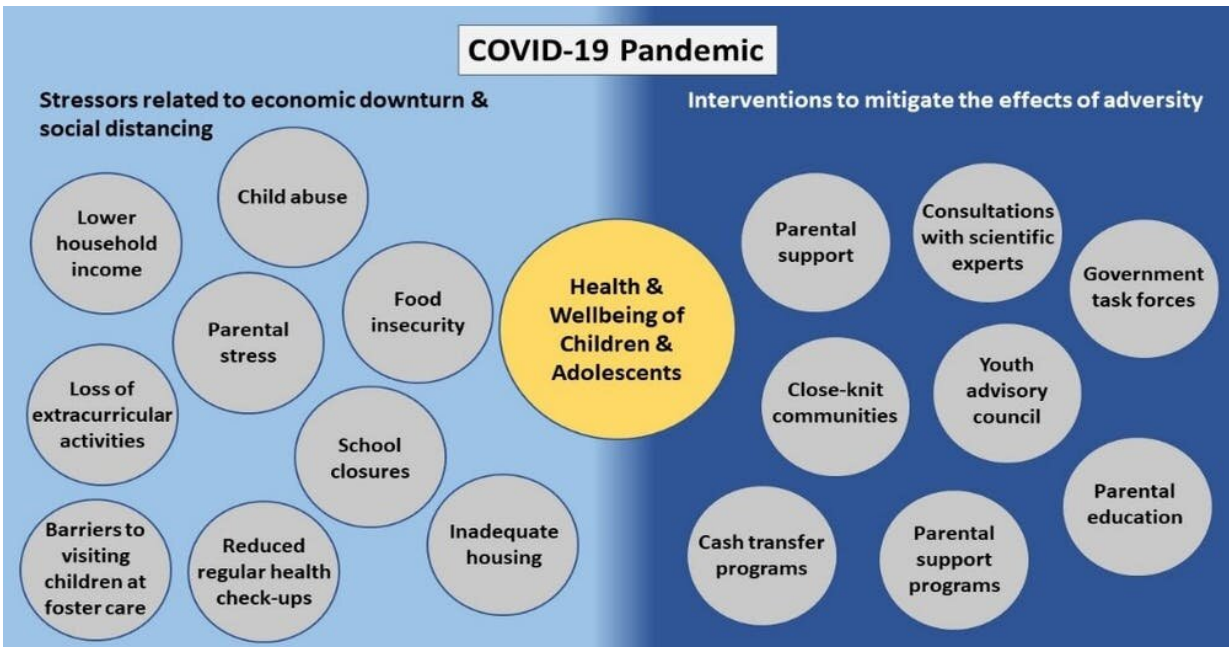 COVID-19 Pandemic
Stressors related to economic downturn &
social distancing
Child abuse
Lower
household
income
Food
insecurity
Parental
stress
Loss of
extracurricular
activities
School
closures
Inadequate
housing
Barriers to
visiting
children at
foster care
Reduced
regular health
check-ups
Health &
Wellbeing of
Children &
Adolescents
Interventions to mitigate the effects of adversity
Parental
support
Consultations
with scientific
experts
Government
task forces
Close-knit
communities
Youth
advisory
council
Parental
education
Cash transfer
programs
Parental
support
programs